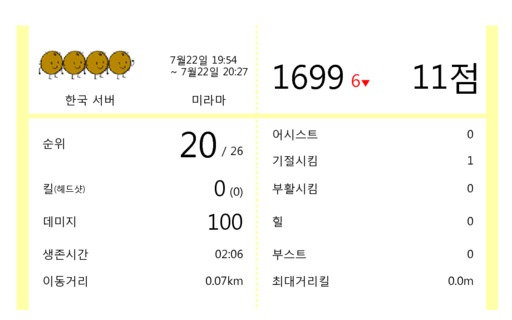 7월22일 19:54
~ 7월22일 20:27
한국 서버
미라마
1699 6▼
11점
순위 20 / 26
킬(헤드샷) 0 (0)
데미지 100
생존시간 02:06
이동거리 0.07km
어시스트 0
기절시킴 1
부활시킴 0
힐 0
부스트 0
최대거리킬 0.0m